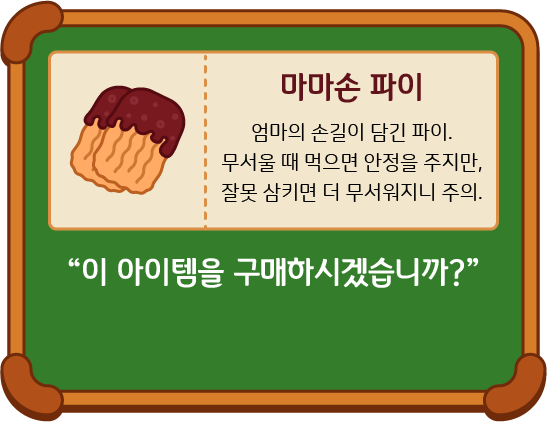 마마손 파이
엄마의 손길이 담긴 파이.
무서울 때 먹으면 안정을 주지만,
잘못 삼키면 더 무서워지니 주의.
“이 아이템을 구매하시겠습니까?”